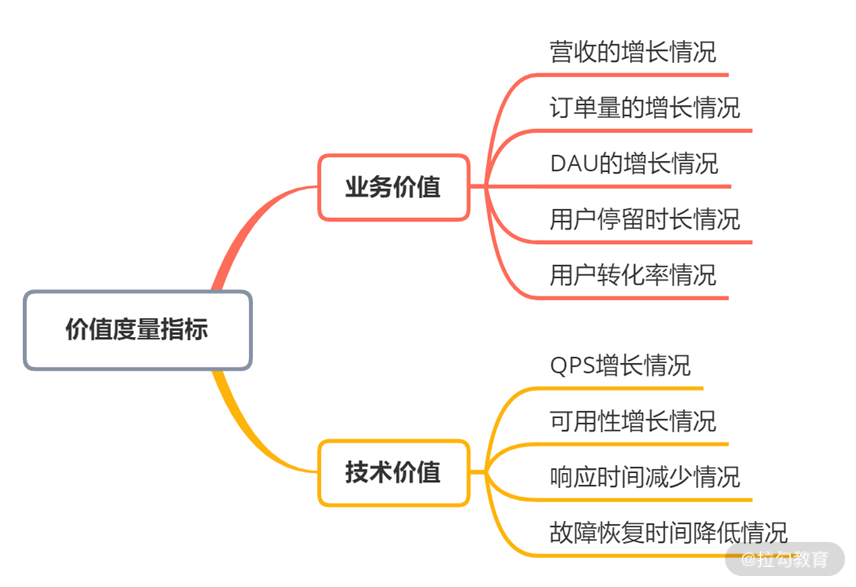 价值度量指标
业务价值
营收的增长情况
订单量的增长情况
DAU的增长情况
用户停留时长情况
用户转化率情况
技术价值
QPS增长情况
可用性增长情况
响应时间减少情况
故障恢复时间降低情况
@拉勾教育